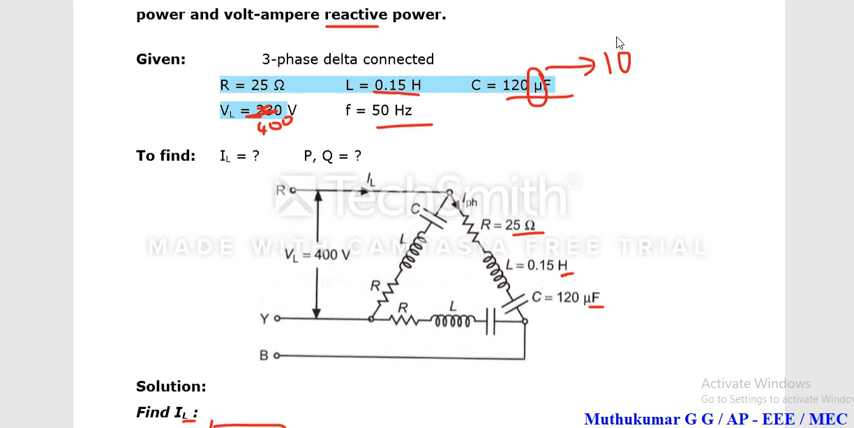 power and volt-ampere reactive power.
Given: 3-phase delta connected
R = 25 Ω L = 0.15 H C = 120 µF → 10
V_L = 230 V f = 50 Hz
400
To find: I_L = ? P, Q = ?
R I_L
TechSmith
C I_ph
R = 25 Ω
MADE WITH CAMTASIA FREE TRIAL
L
V_L = 400 V
L = 0.15 H
R
C = 120 µF
R L
Y
B
Solution:
Find I_L :
Activate Windows
Go to Settings to activate Windows
Muthukumar G G / AP - EEE / MEC